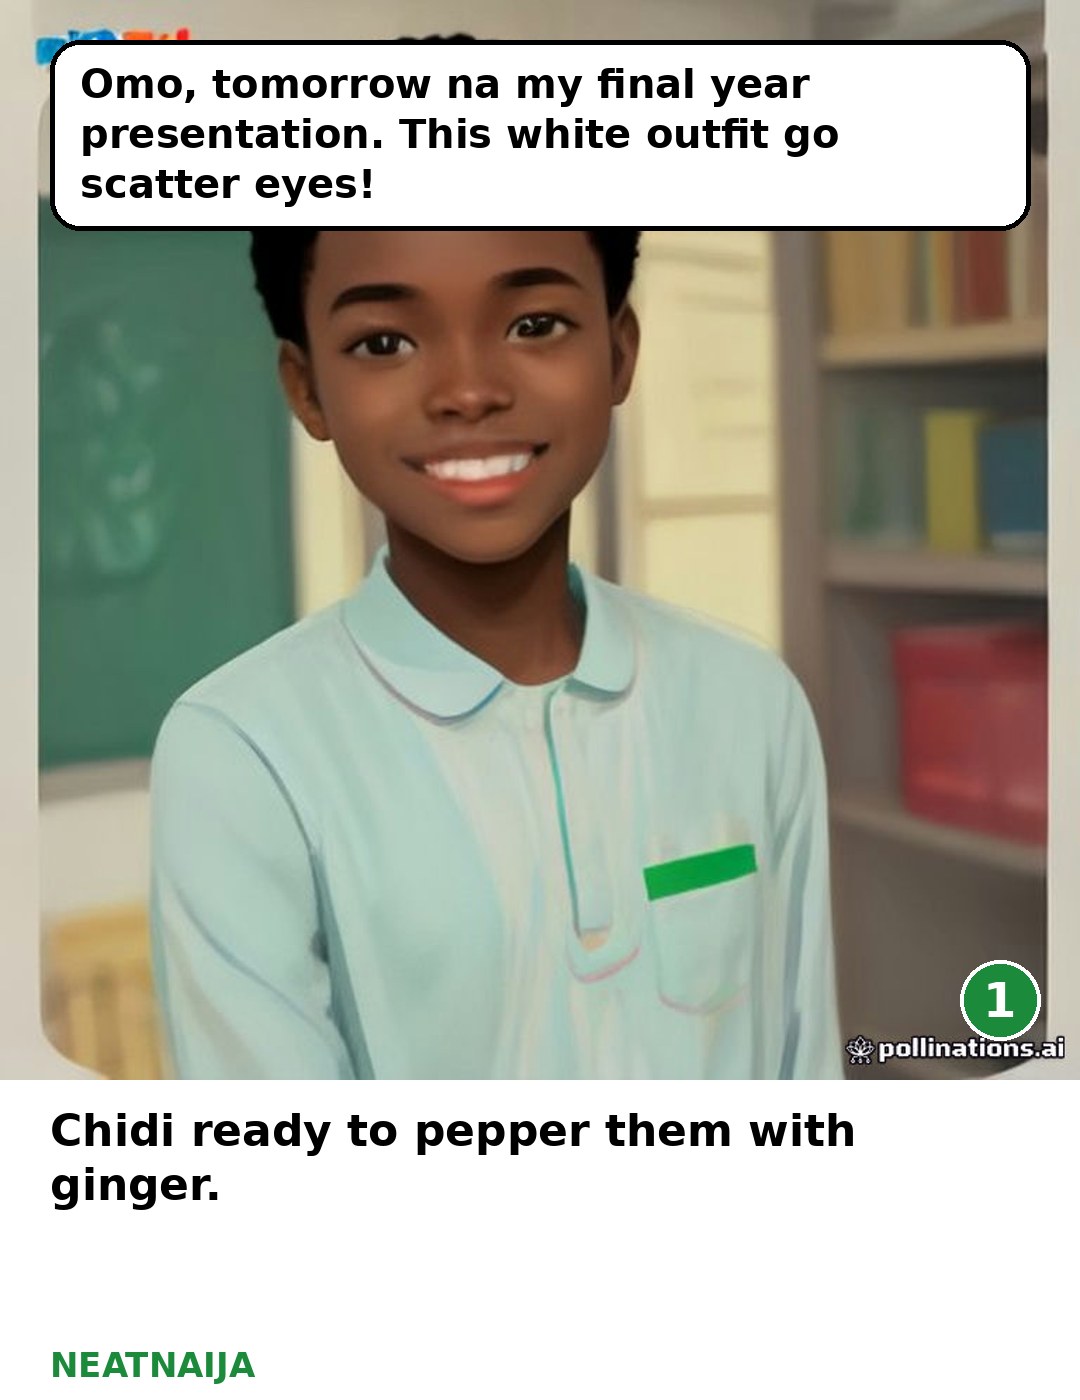 Omo, tomorrow na my final year
presentation. This white outfit go
scatter eyes!
1
pollinations.ai
Chidi ready to pepper them with
ginger.
NEATNAIJA